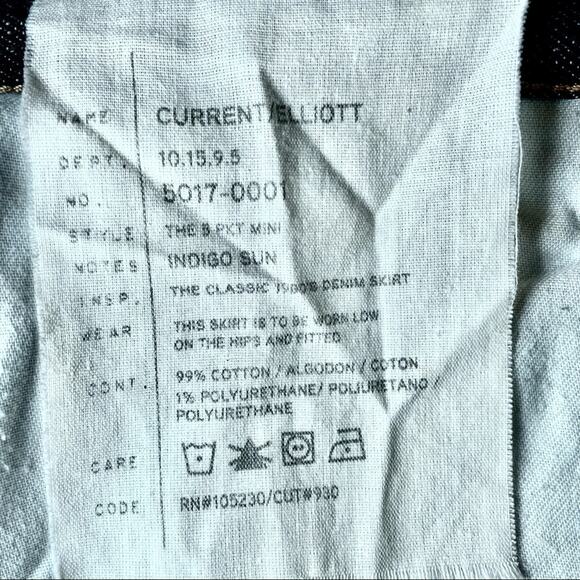 NAME CURRENT/ELLIOTT
DEPT. 10.15.9.5
NO. 5017-0001
STYLE THE 5 PKT MINI
NOTES INDIGO SUN
INSP. THE CLASSIC 1980'S DENIM SKIRT
WEAR THIS SKIRT IS TO BE WORN LOW
ON THE HIPS AND FITTED
CONT. 99% COTTON / ALGODON / COTON
1% POLYURETHANE/ POLIURETANO /
POLYURETHANE
CARE
CODE RN#105230/CUT#930